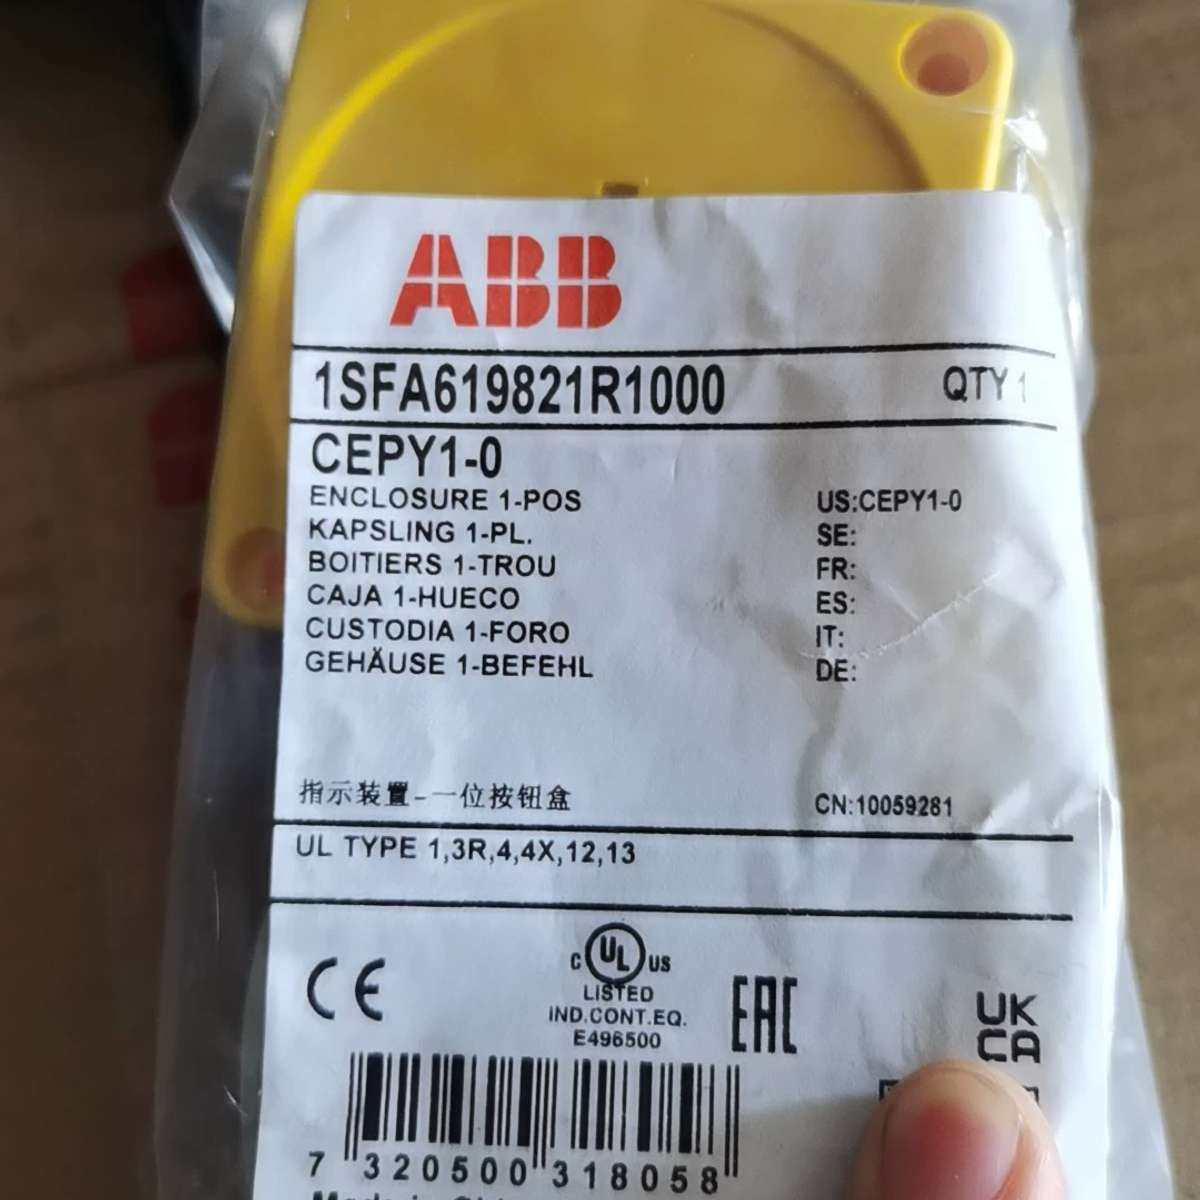 ABB
1SFA619821R1000 QTY 1
CEPY1-0
ENCLOSURE 1-POS US:CEPY1-0
KAPSLING 1-PL. SE:
BOITIERS 1-TROU FR:
CAJA 1-HUECO ES:
CUSTODIA 1-FORO IT:
GEHÄUSE 1-BEFEHL DE:
指示装置-一位按钮盒 CN:10059281
UL TYPE 1,3R,4,4X,12,13
CE
C UL US
LISTED
IND.CONT.EQ.
E496500
EAC
UK
CA
7 320500 318058
Made in